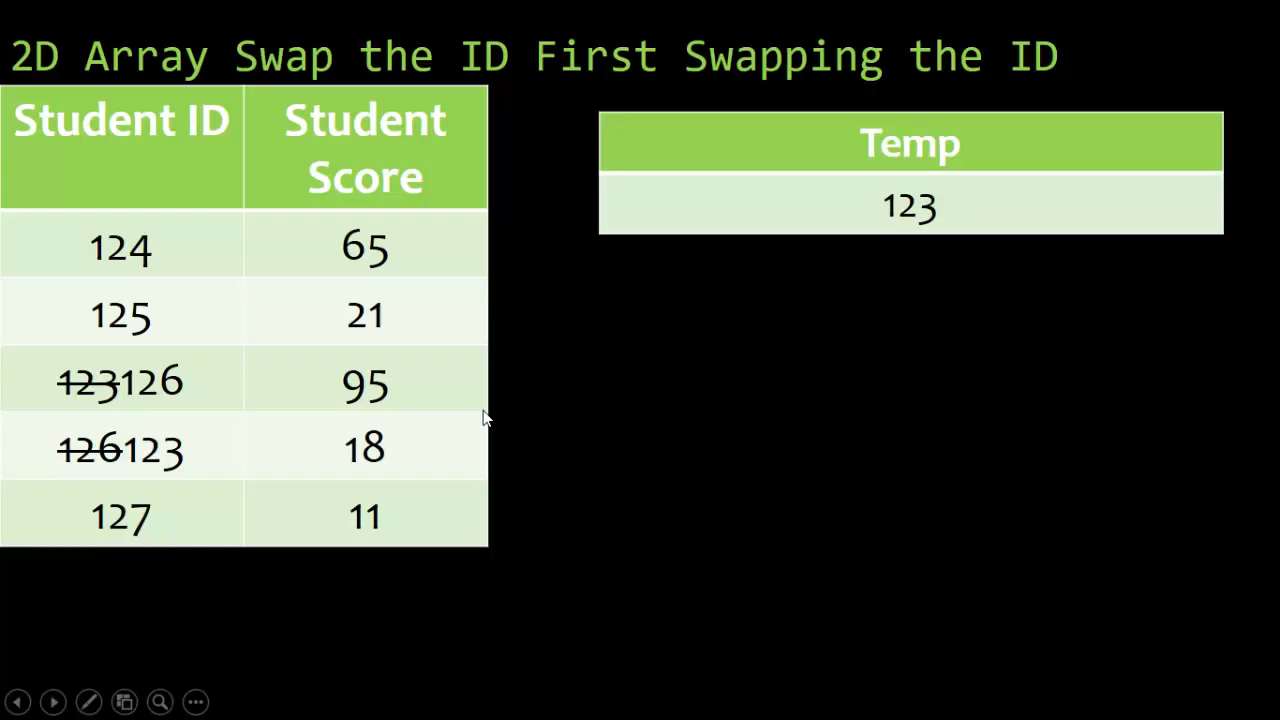 2D Array Swap the ID First Swapping the ID
Student ID Student
Score
124 65
125 21
123126 95
126123 18
127 11
Temp
123